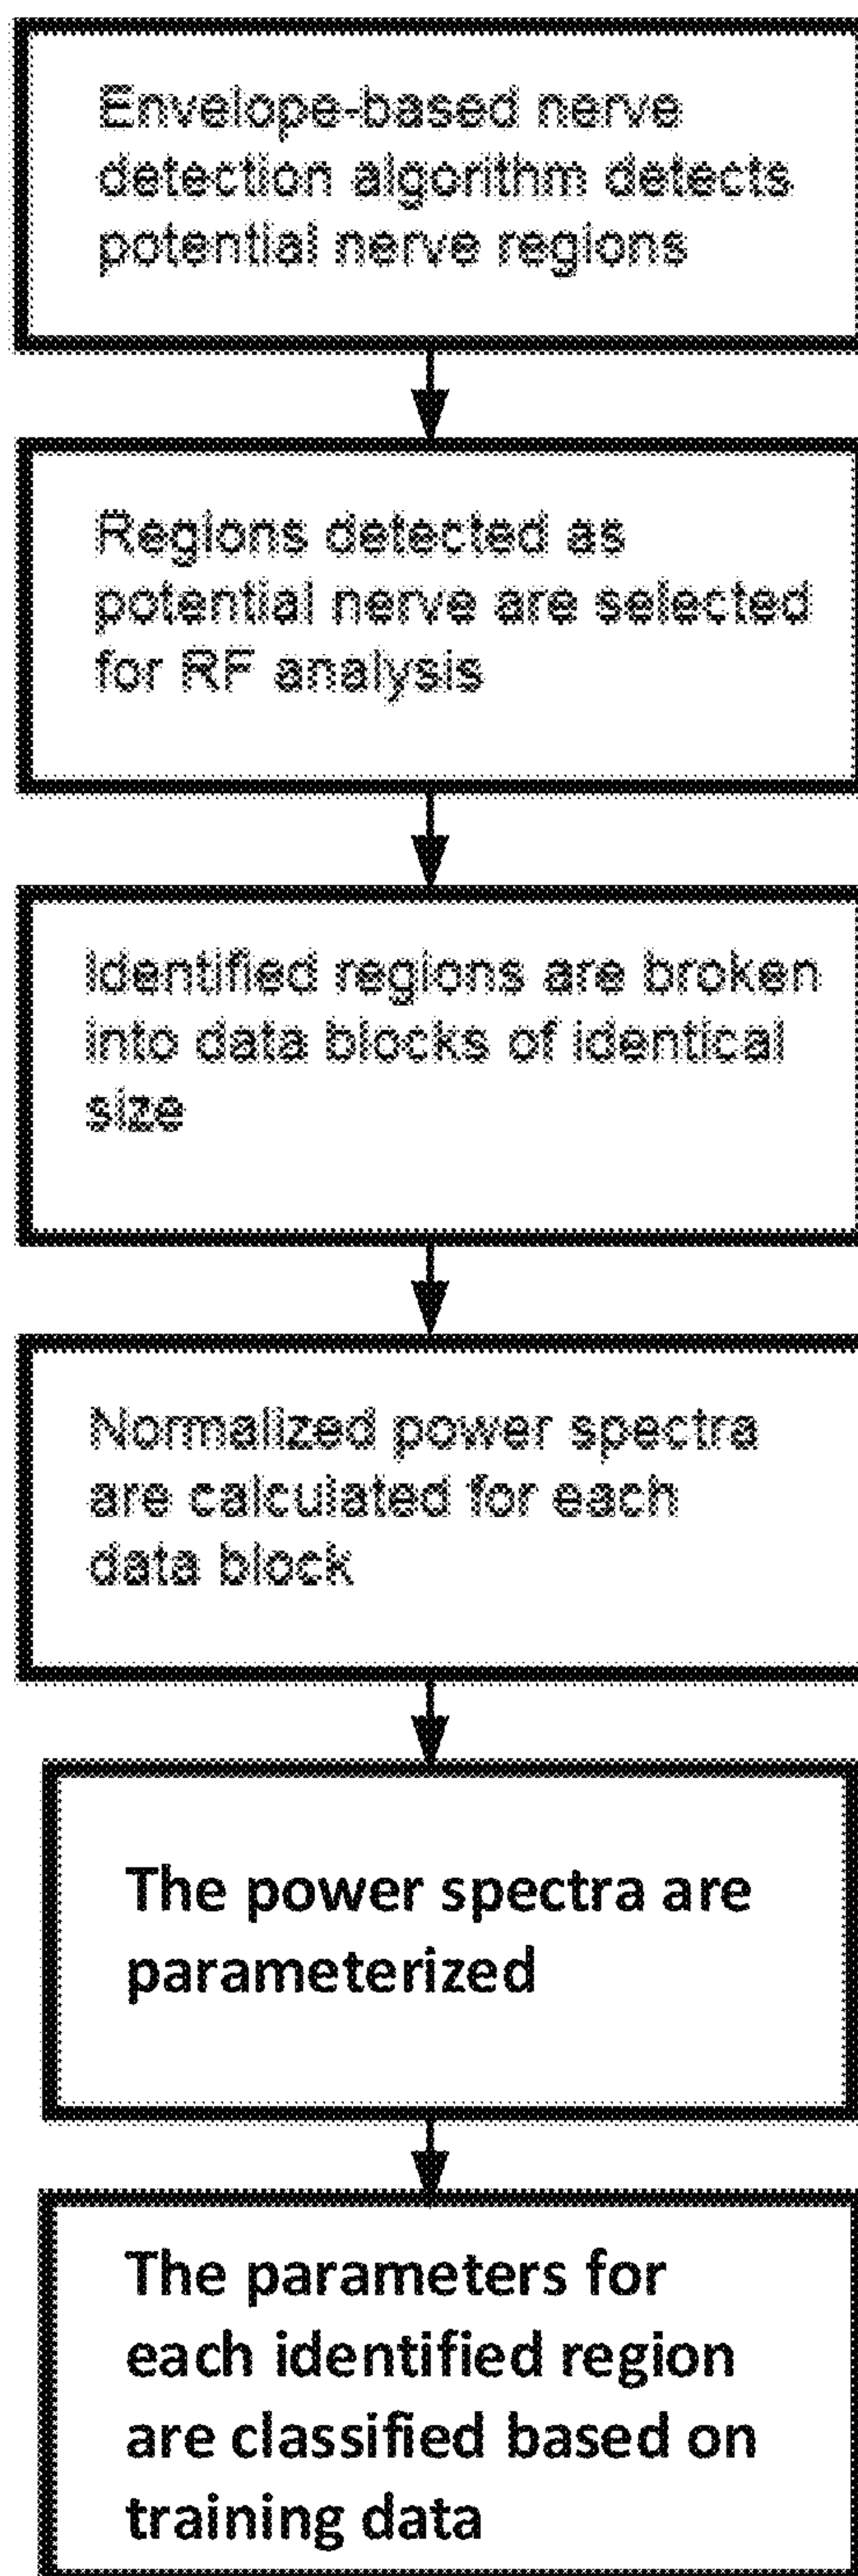 Envelope-based nerve
detection algorithm detects
potential nerve regions
Regions detected as
potential nerve are selected
for RF analysis
Identified regions are broken
into data blocks of identical
size
Normalized power spectra
are calculated for each
data block
The power spectra are
parameterized
The parameters for
each identified region
are classified based on
training data